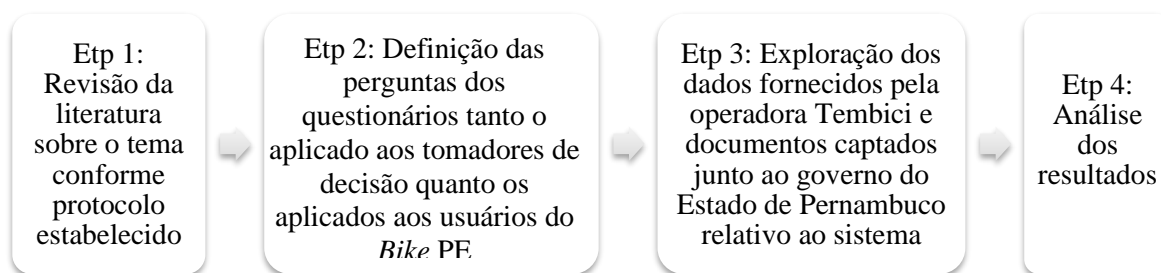 Etp 1:
Revisão da
literatura
sobre o tema
conforme
protocolo
estabelecido
Etp 2: Definição das
perguntas dos
questionários tanto o
aplicado aos tomadores de
decisão quanto os
aplicados aos usuários do
Bike PE
Etp 3: Exploração dos
dados fornecidos pela
operadora Tembici e
documentos captados
junto ao governo do
Estado de Pernambuco
relativo ao sistema
Etp 4:
Análise
dos
resultados